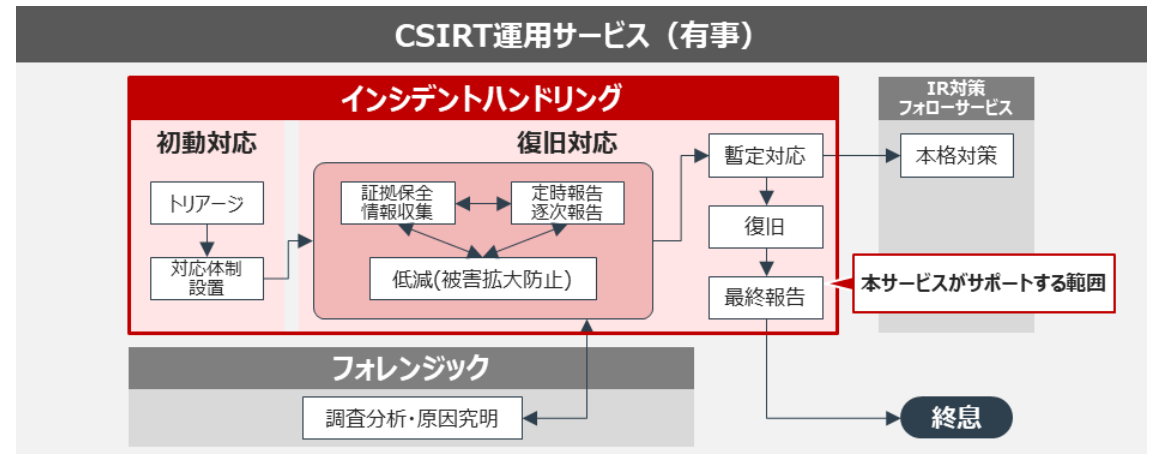 CSIRT運用サービス（有事）
インシデントハンドリング
IR対策
フォローサービス
初動対応
復旧対応
トリアージ
対応体制
設置
証拠保全
情報収集
定時報告
逐次報告
低減(被害拡大防止)
暫定対応
復旧
最終報告
本格対策
本サービスがサポートする範囲
フォレンジック
調査分析・原因究明
終息